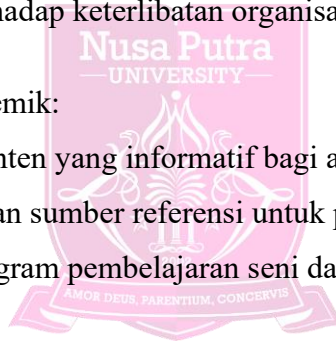 hadap keterlibatan organisa
Nusa Putra
UNIVERSITY
emik:
nten yang informatif bagi a
an sumber referensi untuk p
gram pembelajaran seni da
AMOR DEUS, PARENTIUM, CONCERVIS